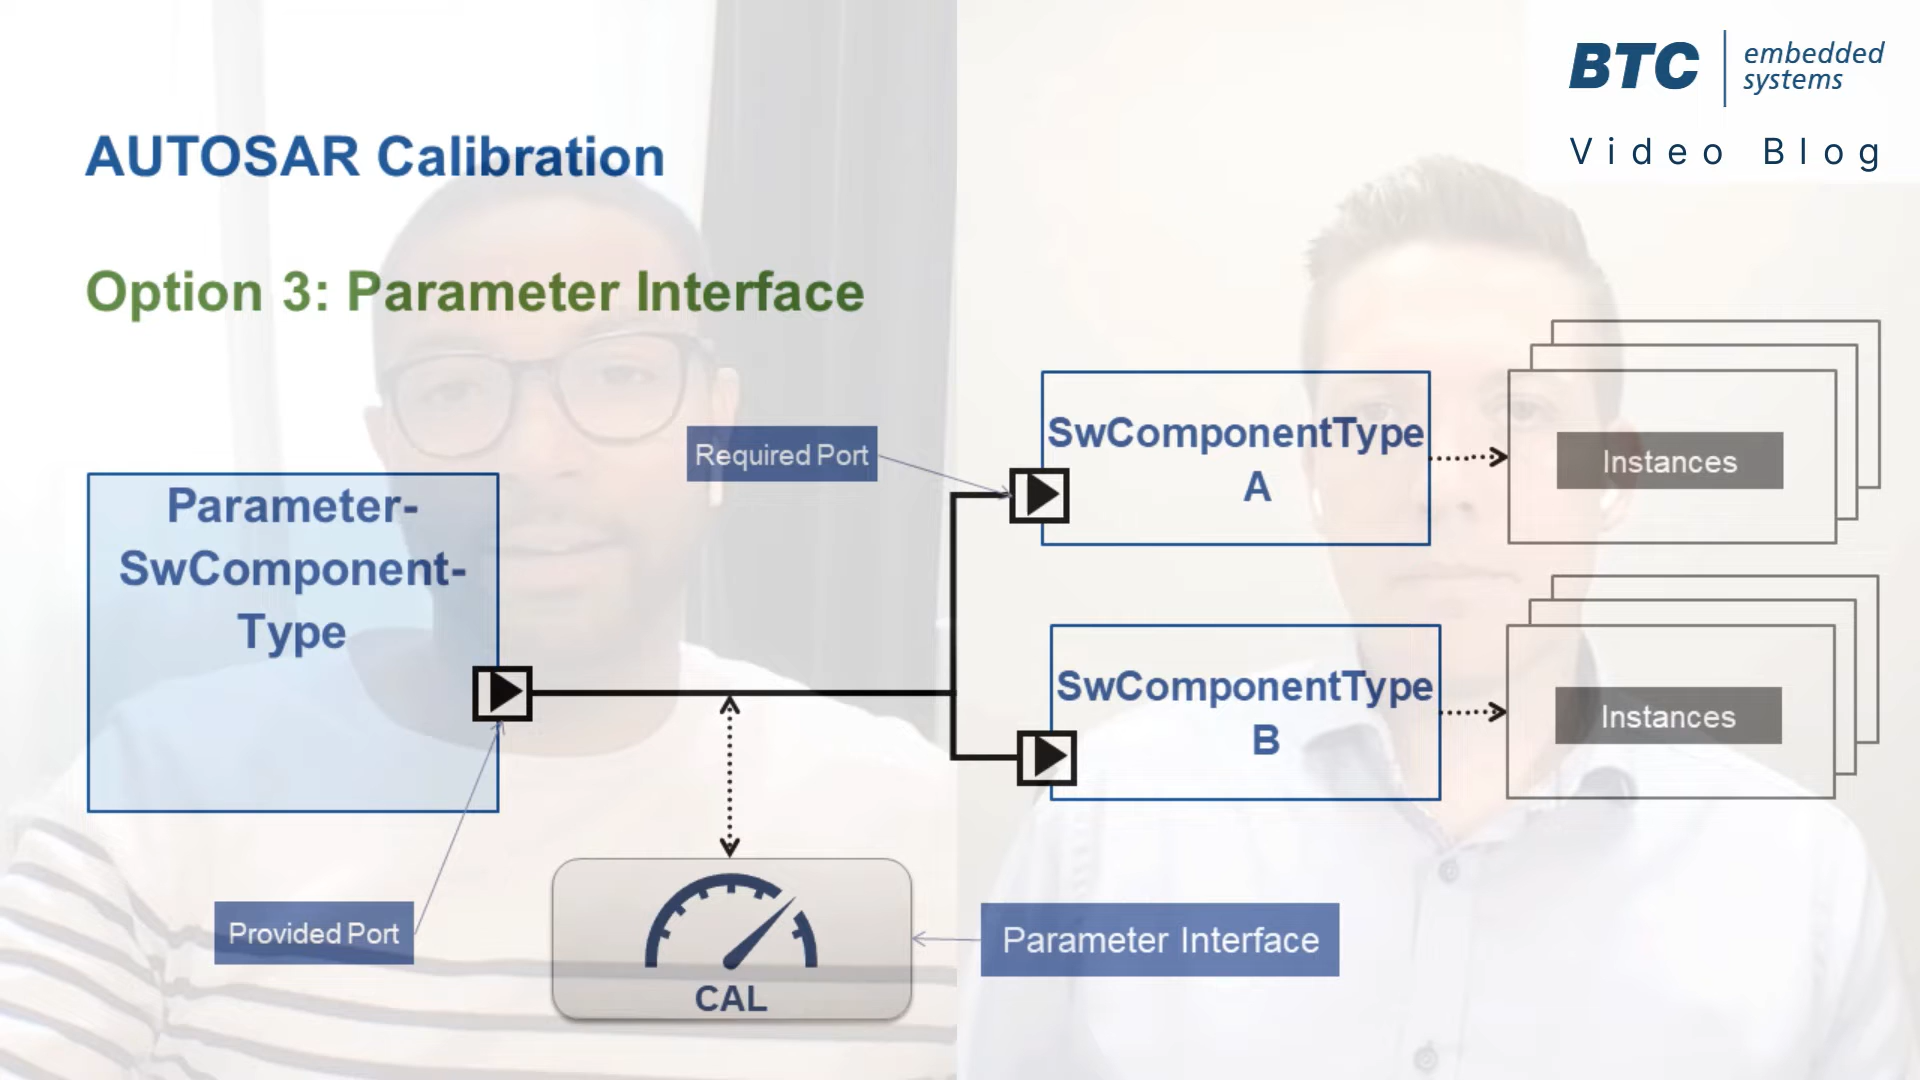 BTC
embedded
systems
Video Blog
AUTOSAR Calibration
Option 3: Parameter Interface
Required Port
SwComponentType
A
Instances
Parameter-
SwComponent-
Type
SwComponentType
B
Instances
Provided Port
CAL
Parameter Interface